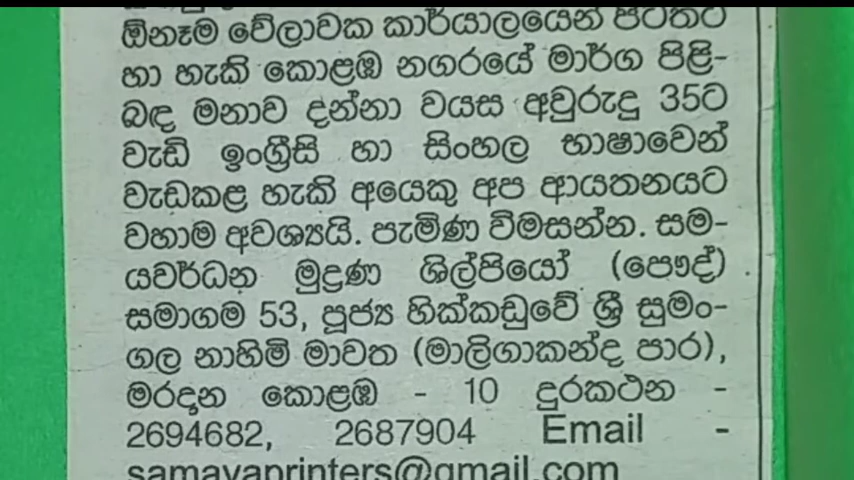 ඕනෑම වේලාවක කාර්යාලයෙන් පිටතට
හා හැකි කොළඹ නගරයේ මාර්ග පිළි-
බඳ මනාව දන්නා වයස අවුරුදු 35ට
වැඩි ඉංග්‍රීසි හා සිංහල භාෂාවෙන්
වැඩකළ හැකි අයෙකු අප ආයතනයට
වහාම අවශ්‍යයි. පැමිණ විමසන්න. සම-
යවර්ධන මුද්‍රණ ශිල්පියෝ (පෞද්)
සමාගම 53, පූජ්‍ය හික්කඩුවේ ශ්‍රී සුමං-
ගල නාහිමි මාවත (මාලිගාකන්ද පාර),
මරදාන කොළඹ - 10 දුරකථන -
2694682, 2687904 Email -
samayaprinters@gmail.com